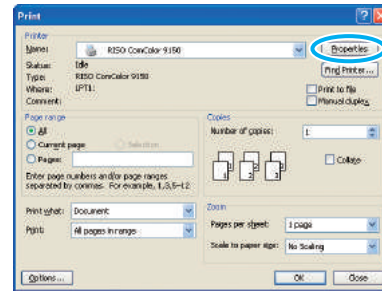 Print
Printer
Name: RISO ComColor 9150 Properties
Status: Idle Find Printer...
Type: RISO ComColor 9150
Where: LPT1: Print to file
Comment: Manual duplex
Page range Copies
All Number of copies: 1
Current page Selection
Pages: Collate
Enter page numbers and/or page ranges
separated by commas. For example, 1,3,5-12
Print what: Document Zoom
Print: All pages in range Pages per sheet: 1 page
Scale to paper size: No Scaling
Options... OK Close